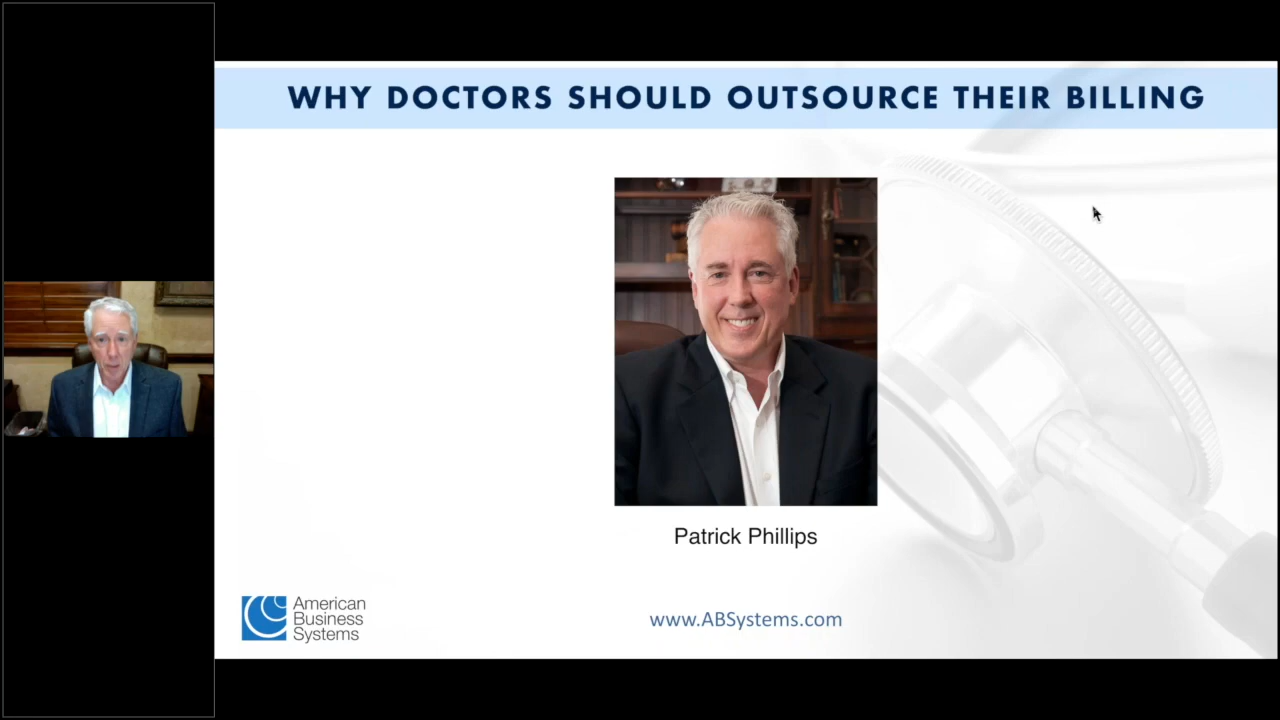 WHY DOCTORS SHOULD OUTSOURCE THEIR BILLING
Patrick Phillips
American
Business
Systems
www.ABSystems.com